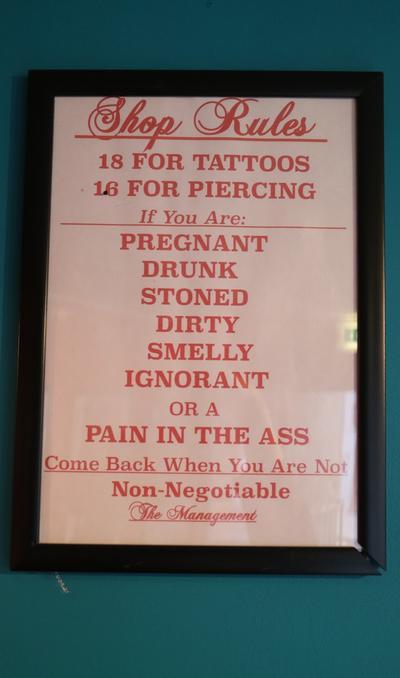 Shop Rules
18 FOR TATTOOS
16 FOR PIERCING
If You Are:
PREGNANT
DRUNK
STONED
DIRTY
SMELLY
IGNORANT
OR A
PAIN IN THE ASS
Come Back When You Are Not
Non-Negotiable
The Management